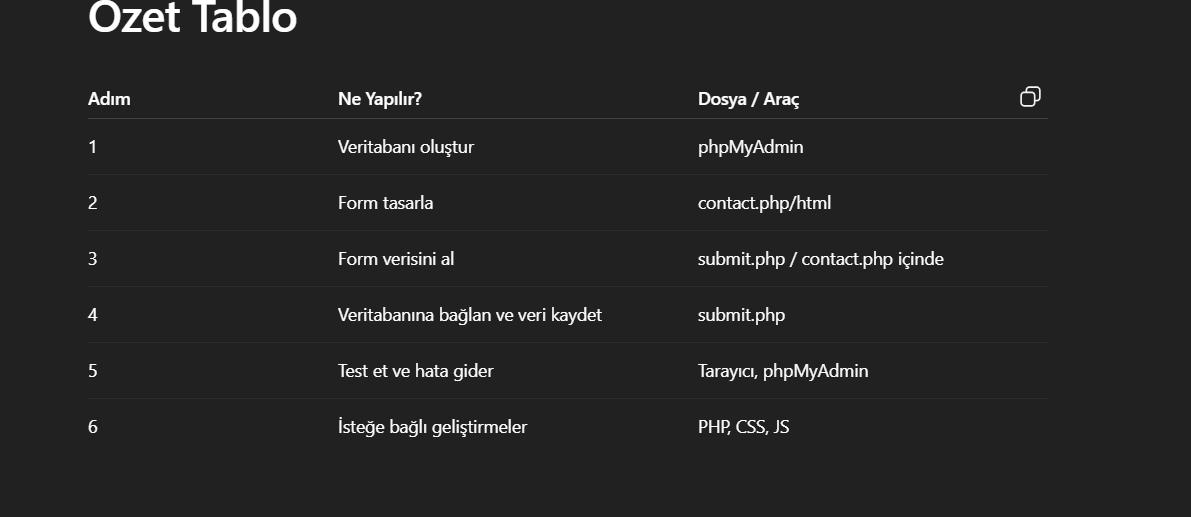 Özet Tablo
Adım Ne Yapılır? Dosya / Araç
1 Veritabanı oluştur phpMyAdmin
2 Form tasarla contact.php/html
3 Form verisini al submit.php / contact.php içinde
4 Veritabanına bağlan ve veri kaydet submit.php
5 Test et ve hata gider Tarayıcı, phpMyAdmin
6 İsteğe bağlı geliştirmeler PHP, CSS, JS